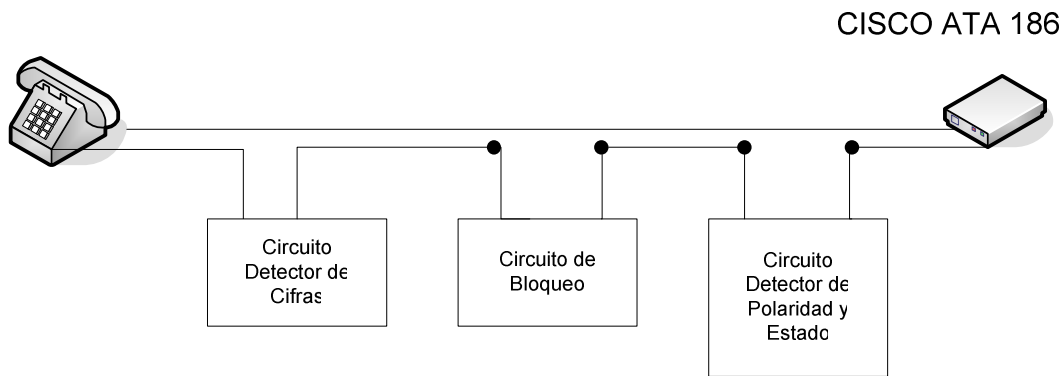 CISCO ATA 186
Circuito
Detector de
Cifras
Circuito de
Bloqueo
Circuito
Detector de
Polaridad y
Estado